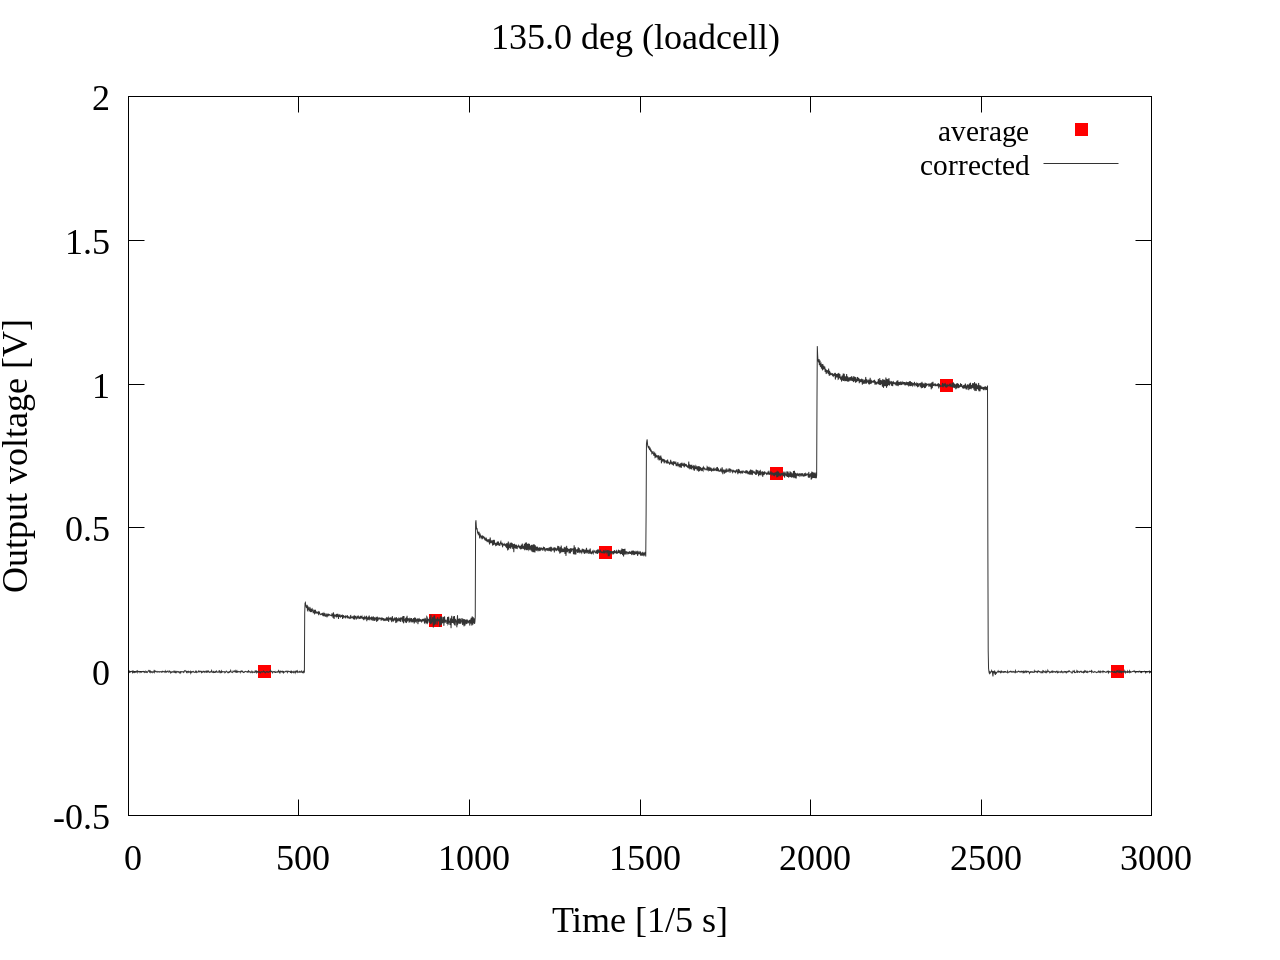 135.0 deg (loadcell)
2
1.5
1
0.5
0
-0.5
average
corrected
Output voltage [V]
0 500 1000 1500 2000 2500 3000
Time [1/5 s]